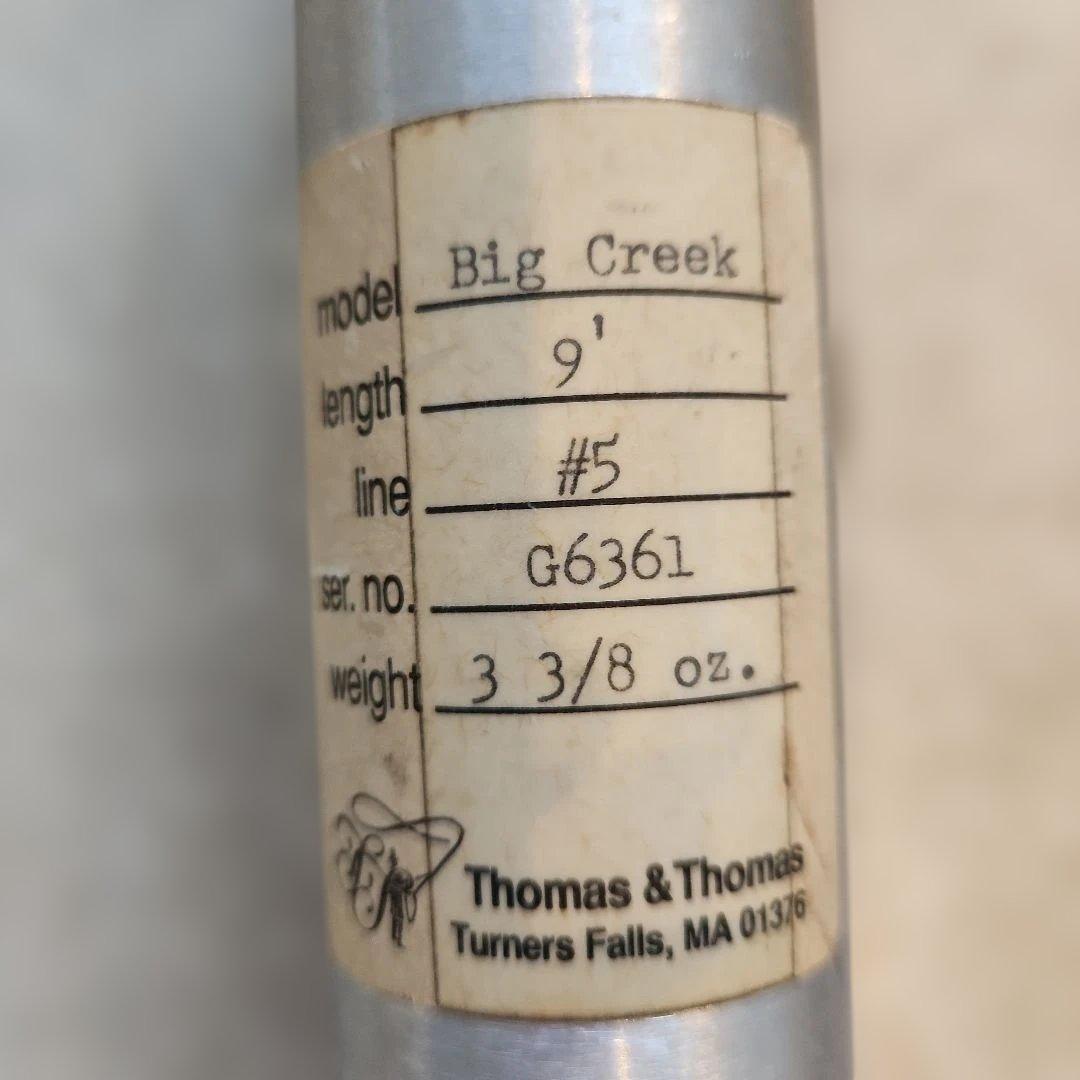 model Big Creek
length 9'
line #5
ser. no. G6361
weight 3 3/8 oz.
Thomas & Thomas
Turners Falls, MA 01376